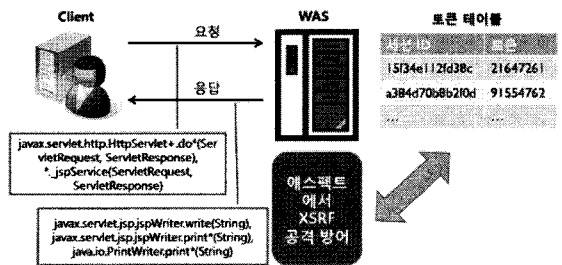 Client
WAS
토큰 테이블
요청
응답
세션 ID 토큰
15f34e112fd38c 21647261
a384d70b8b2f0d 91554762
... ...
javax.servlet.http.HttpServlet+.do*(Ser
vletRequest, ServletResponse),
*._jspService(ServletRequest,
ServletResponse)
javax.servlet.jsp.jspWriter.write(String),
javax.servlet.jsp.jspWriter.print*(String),
java.io.PrintWriter.print*(String)
애스펙트
에서
XSRF
공격 방어